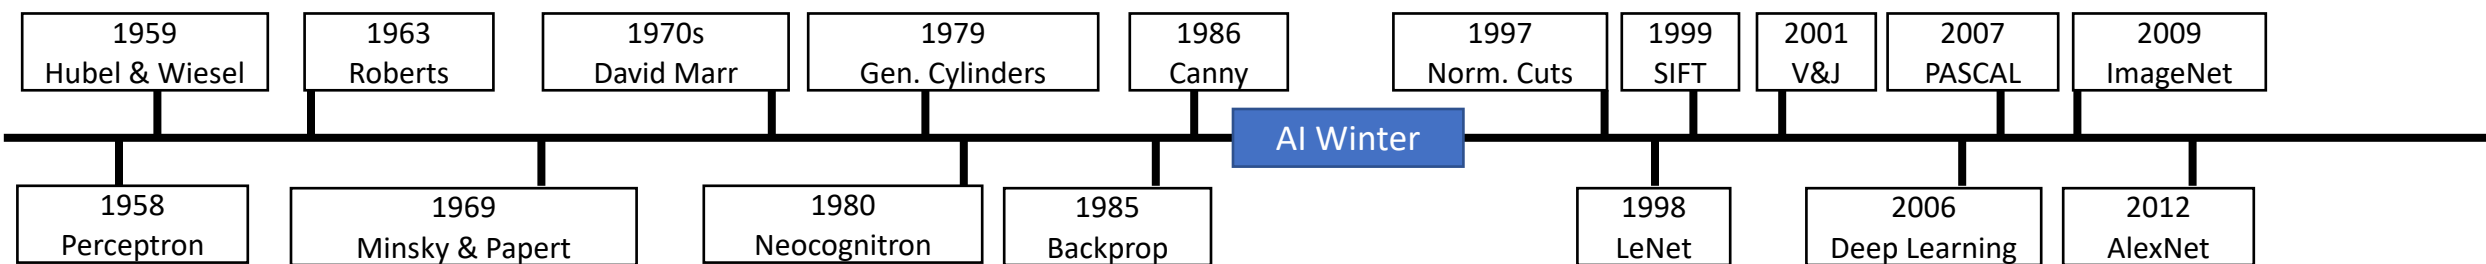 1959
Hubel & Wiesel
1963
Roberts
1970s
David Marr
1979
Gen. Cylinders
1986
Canny
1997
Norm. Cuts
1999
SIFT
2001
V&J
2007
PASCAL
2009
ImageNet
AI Winter
1958
Perceptron
1969
Minsky & Papert
1980
Neocognitron
1985
Backprop
1998
LeNet
2006
Deep Learning
2012
AlexNet